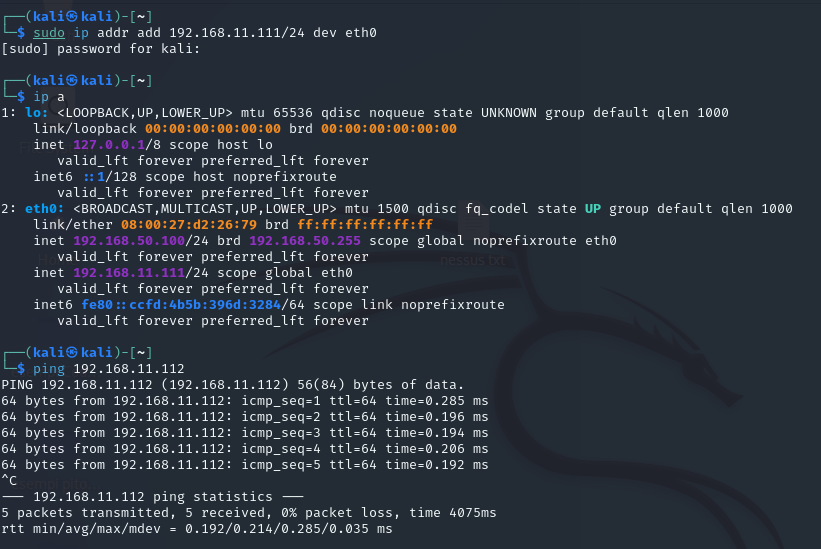 ┌──(kali㉿kali)-[~]
└─$ sudo ip addr add 192.168.11.111/24 dev eth0
[sudo] password for kali:
┌──(kali㉿kali)-[~]
└─$ ip a
1: lo: <LOOPBACK,UP,LOWER_UP> mtu 65536 qdisc noqueue state UNKNOWN group default qlen 1000
    link/loopback 00:00:00:00:00:00 brd 00:00:00:00:00:00
    inet 127.0.0.1/8 scope host lo
       valid_lft forever preferred_lft forever
    inet6 ::1/128 scope host noprefixroute
       valid_lft forever preferred_lft forever
2: eth0: <BROADCAST,MULTICAST,UP,LOWER_UP> mtu 1500 qdisc fq_codel state UP group default qlen 1000
    link/ether 08:00:27:d2:26:79 brd ff:ff:ff:ff:ff:ff
    inet 192.168.50.100/24 brd 192.168.50.255 scope global noprefixroute eth0
       valid_lft forever preferred_lft forever
nessus txt
    inet 192.168.11.111/24 scope global eth0
       valid_lft forever preferred_lft forever
    inet6 fe80::ccfd:4b5b:396d:3284/64 scope link noprefixroute
       valid_lft forever preferred_lft forever
┌──(kali㉿kali)-[~]
└─$ ping 192.168.11.112
PING 192.168.11.112 (192.168.11.112) 56(84) bytes of data.
64 bytes from 192.168.11.112: icmp_seq=1 ttl=64 time=0.285 ms
64 bytes from 192.168.11.112: icmp_seq=2 ttl=64 time=0.196 ms
64 bytes from 192.168.11.112: icmp_seq=3 ttl=64 time=0.194 ms
64 bytes from 192.168.11.112: icmp_seq=4 ttl=64 time=0.206 ms
64 bytes from 192.168.11.112: icmp_seq=5 ttl=64 time=0.192 ms
^C
--- 192.168.11.112 ping statistics ---
5 packets transmitted, 5 received, 0% packet loss, time 4075ms
rtt min/avg/max/mdev = 0.192/0.214/0.285/0.035 ms